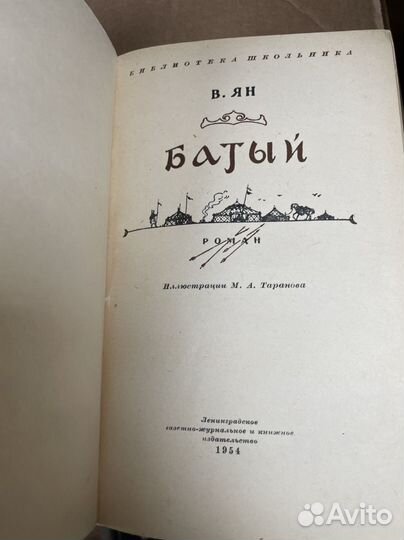 БИБЛИОТЕКА ШКОЛЬНИКА
В. ЯН
БАТЫЙ
РОМАН
Иллюстрации М. А. Таранова
Ленинградское
газетно-журнальное и книжное
издательство
1954
Avito